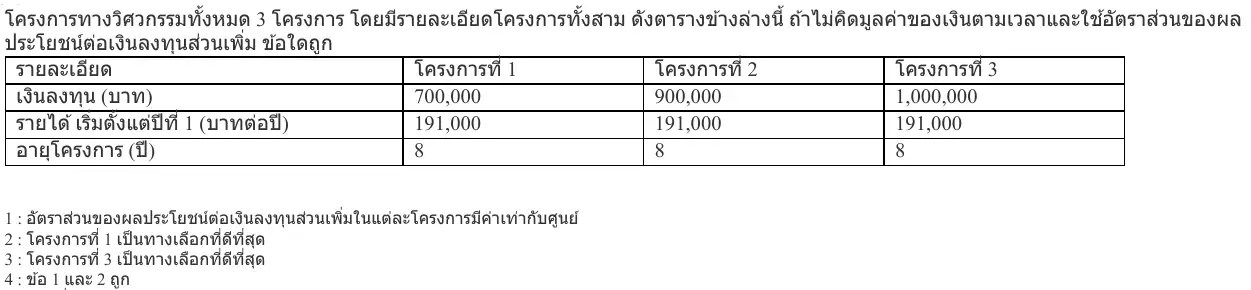 โครงการทางวิศวกรรมทั้งหมด 3 โครงการ โดยมีรายละเอียดโครงการทั้งสาม ดังตารางข้างล่างนี้ ถ้าไม่คิดมูลค่าของเงินตามเวลาและใช้อัตราส่วนของผล
ประโยชน์ต่อเงินลงทุนส่วนเพิ่ม ข้อใดถูก
รายละเอียด โครงการที่ 1 โครงการที่ 2 โครงการที่ 3
เงินลงทุน (บาท) 700,000 900,000 1,000,000
รายได้ เริ่มตั้งแต่ปีที่ 1 (บาทต่อปี) 191,000 191,000 191,000
อายุโครงการ (ปี) 8 8 8
1 : อัตราส่วนของผลประโยชน์ต่อเงินลงทุนส่วนเพิ่มในแต่ละโครงการมีค่าเท่ากับศูนย์
2 : โครงการที่ 1 เป็นทางเลือกที่ดีที่สุด
3 : โครงการที่ 3 เป็นทางเลือกที่ดีที่สุด
4 : ข้อ 1 และ 2 ถูก